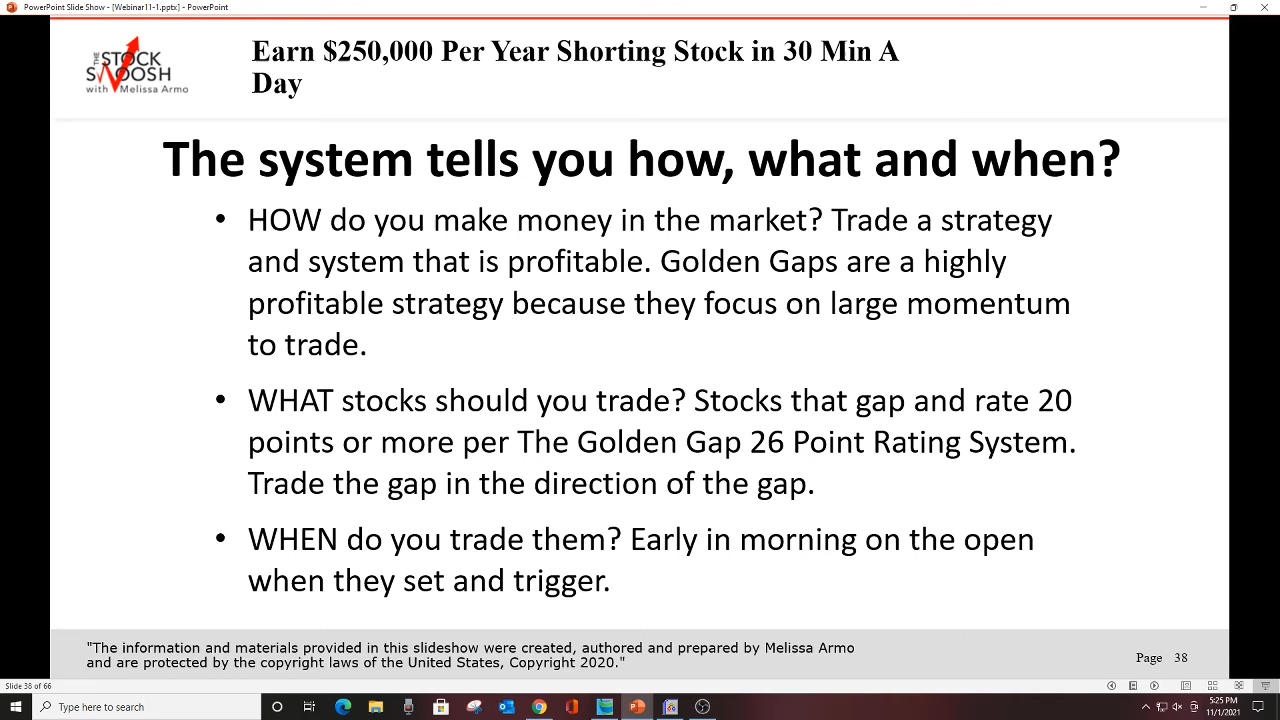 PowerPoint Slide Show - [Webinar11-1.pptx] - PowerPoint
THE
STOCK
SWOOSH
with Melissa Armo
Earn $250,000 Per Year Shorting Stock in 30 Min A
Day
The system tells you how, what and when?
• HOW do you make money in the market? Trade a strategy
and system that is profitable. Golden Gaps are a highly
profitable strategy because they focus on large momentum
to trade.
• WHAT stocks should you trade? Stocks that gap and rate 20
points or more per The Golden Gap 26 Point Rating System.
Trade the gap in the direction of the gap.
• WHEN do you trade them? Early in morning on the open
when they set and trigger.
"The information and materials provided in this slideshow were created, authored and prepared by Melissa Armo
and are protected by the copyright laws of the United States, Copyright 2020."
Page 38
Slide 38 of 66
Type here to search
5:25 PM
11/1/2021